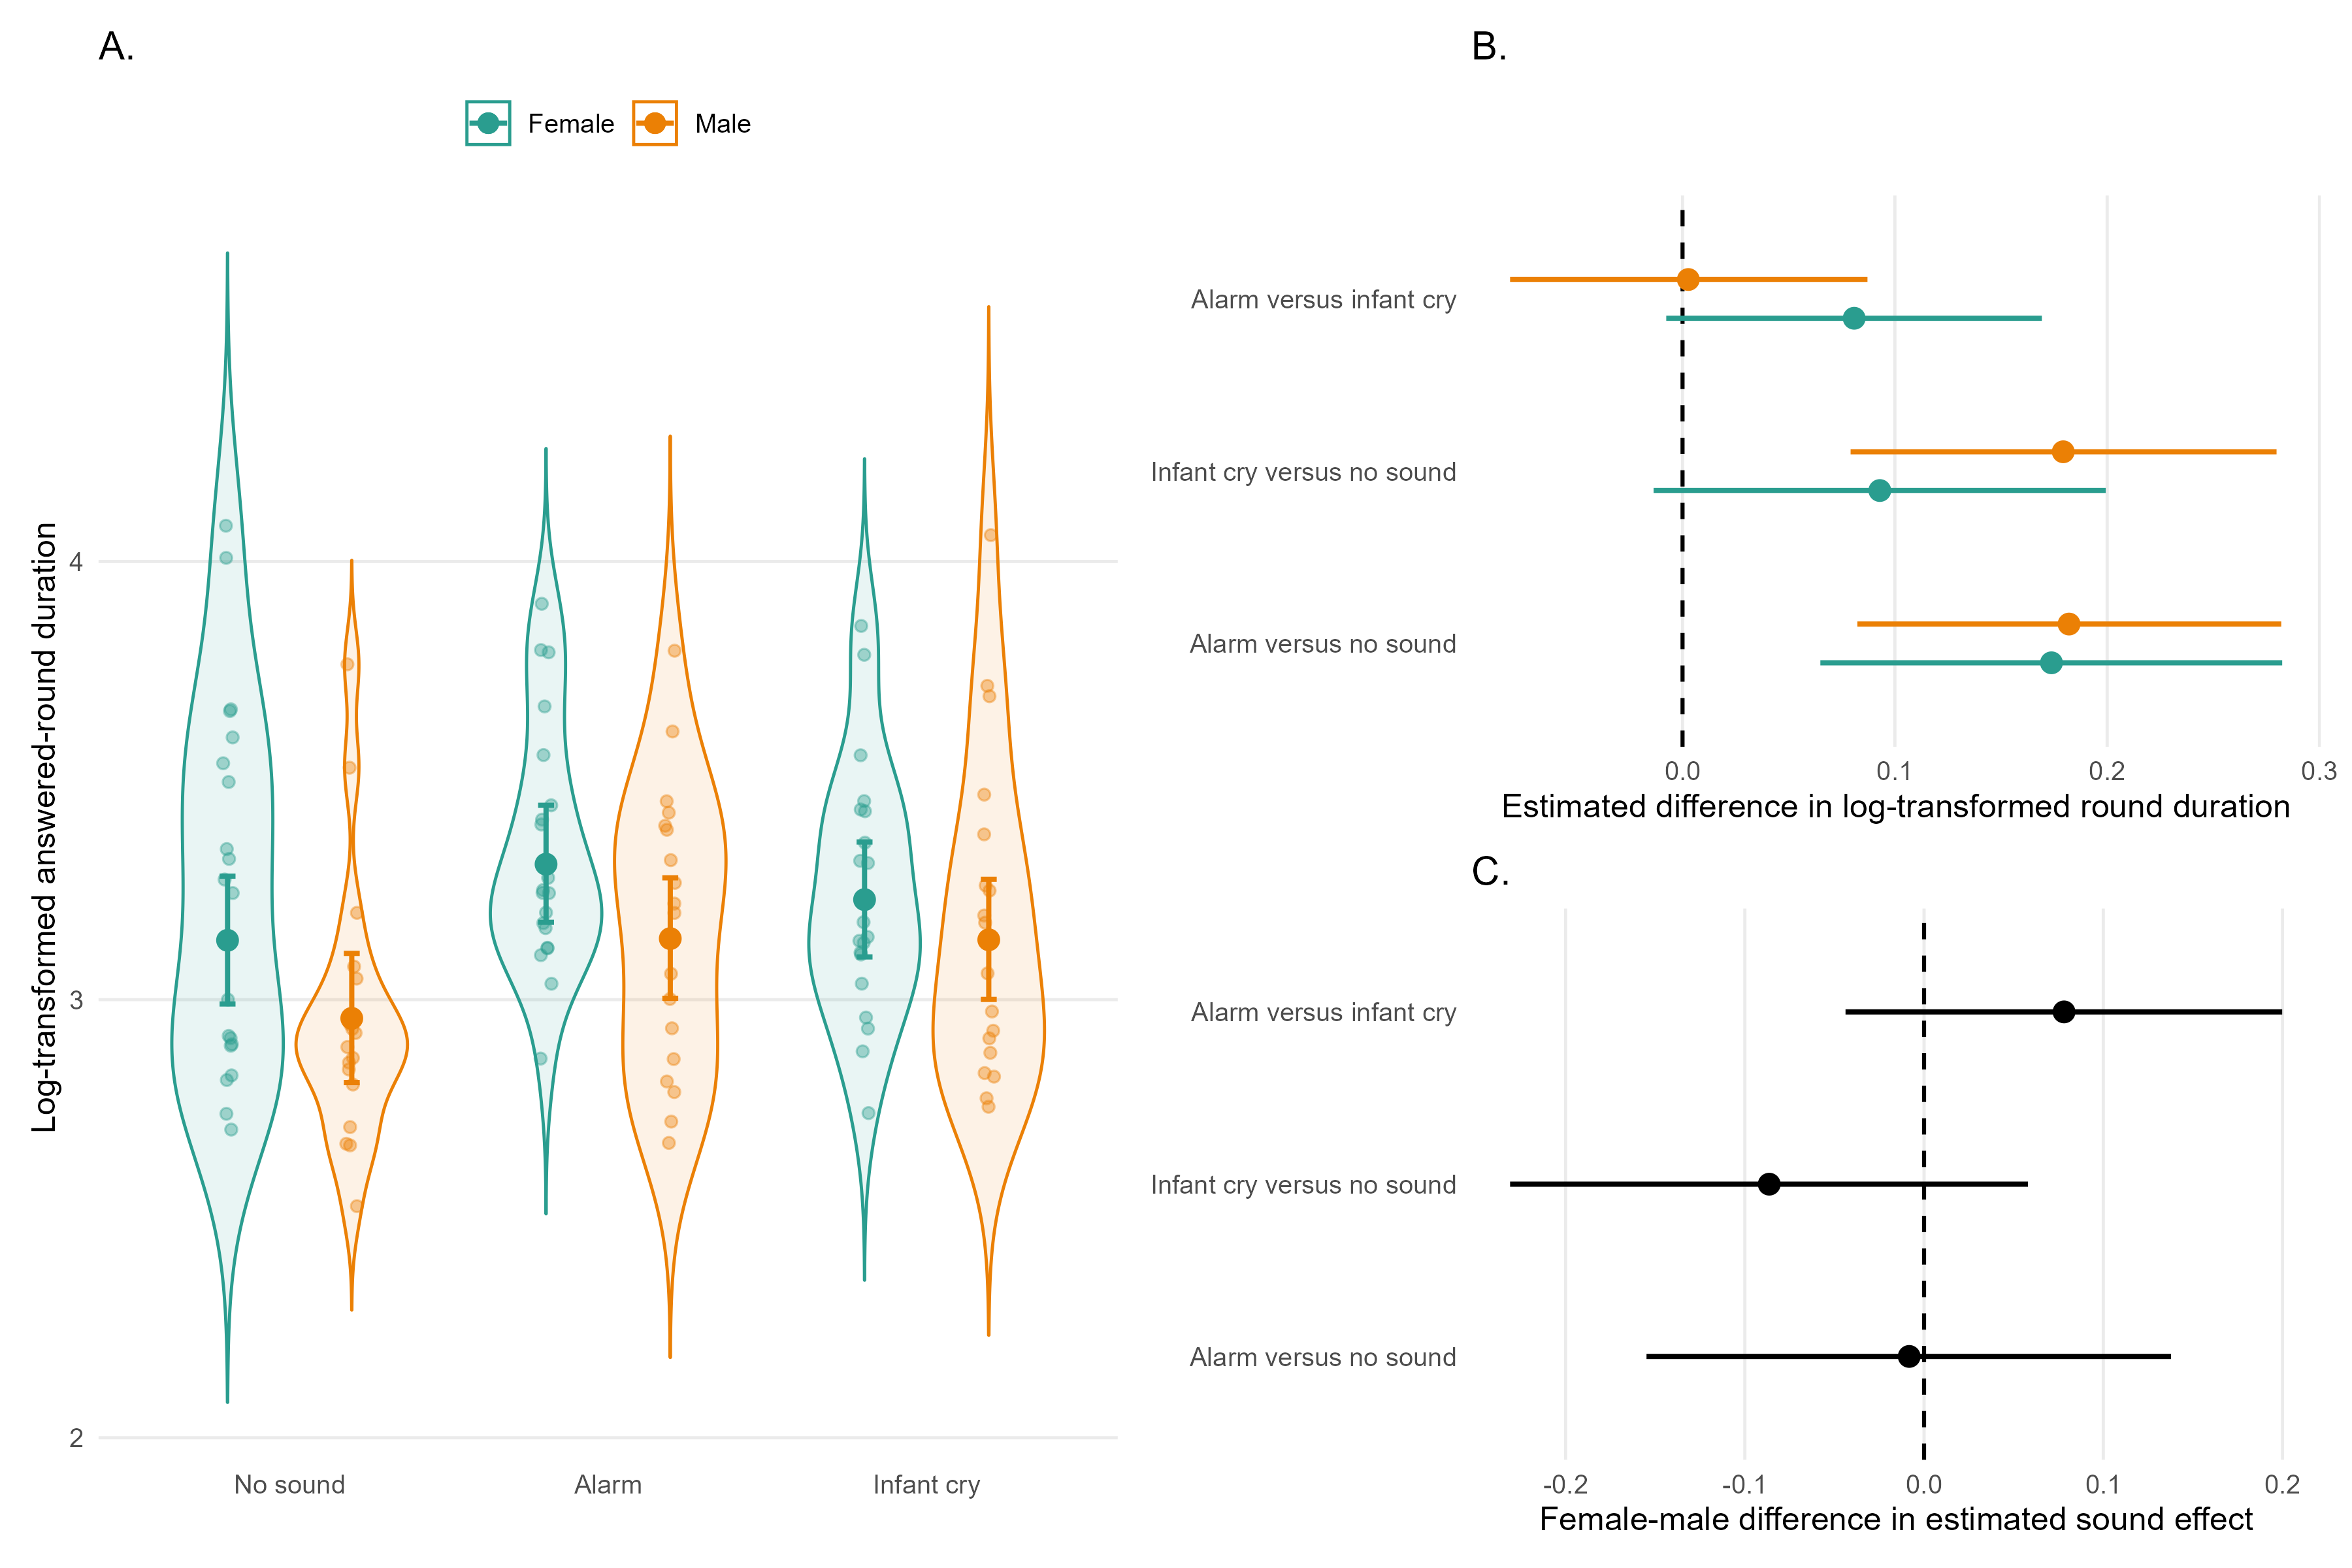 A.
Female
Male
Log-transformed answered-round duration
4
3
2
No sound
Alarm
Infant cry
B.
Alarm versus infant cry
Infant cry versus no sound
Alarm versus no sound
0.0
0.1
0.2
0.3
Estimated difference in log-transformed round duration
C.
Alarm versus infant cry
Infant cry versus no sound
Alarm versus no sound
-0.2
-0.1
0.0
0.1
0.2
Female-male difference in estimated sound effect